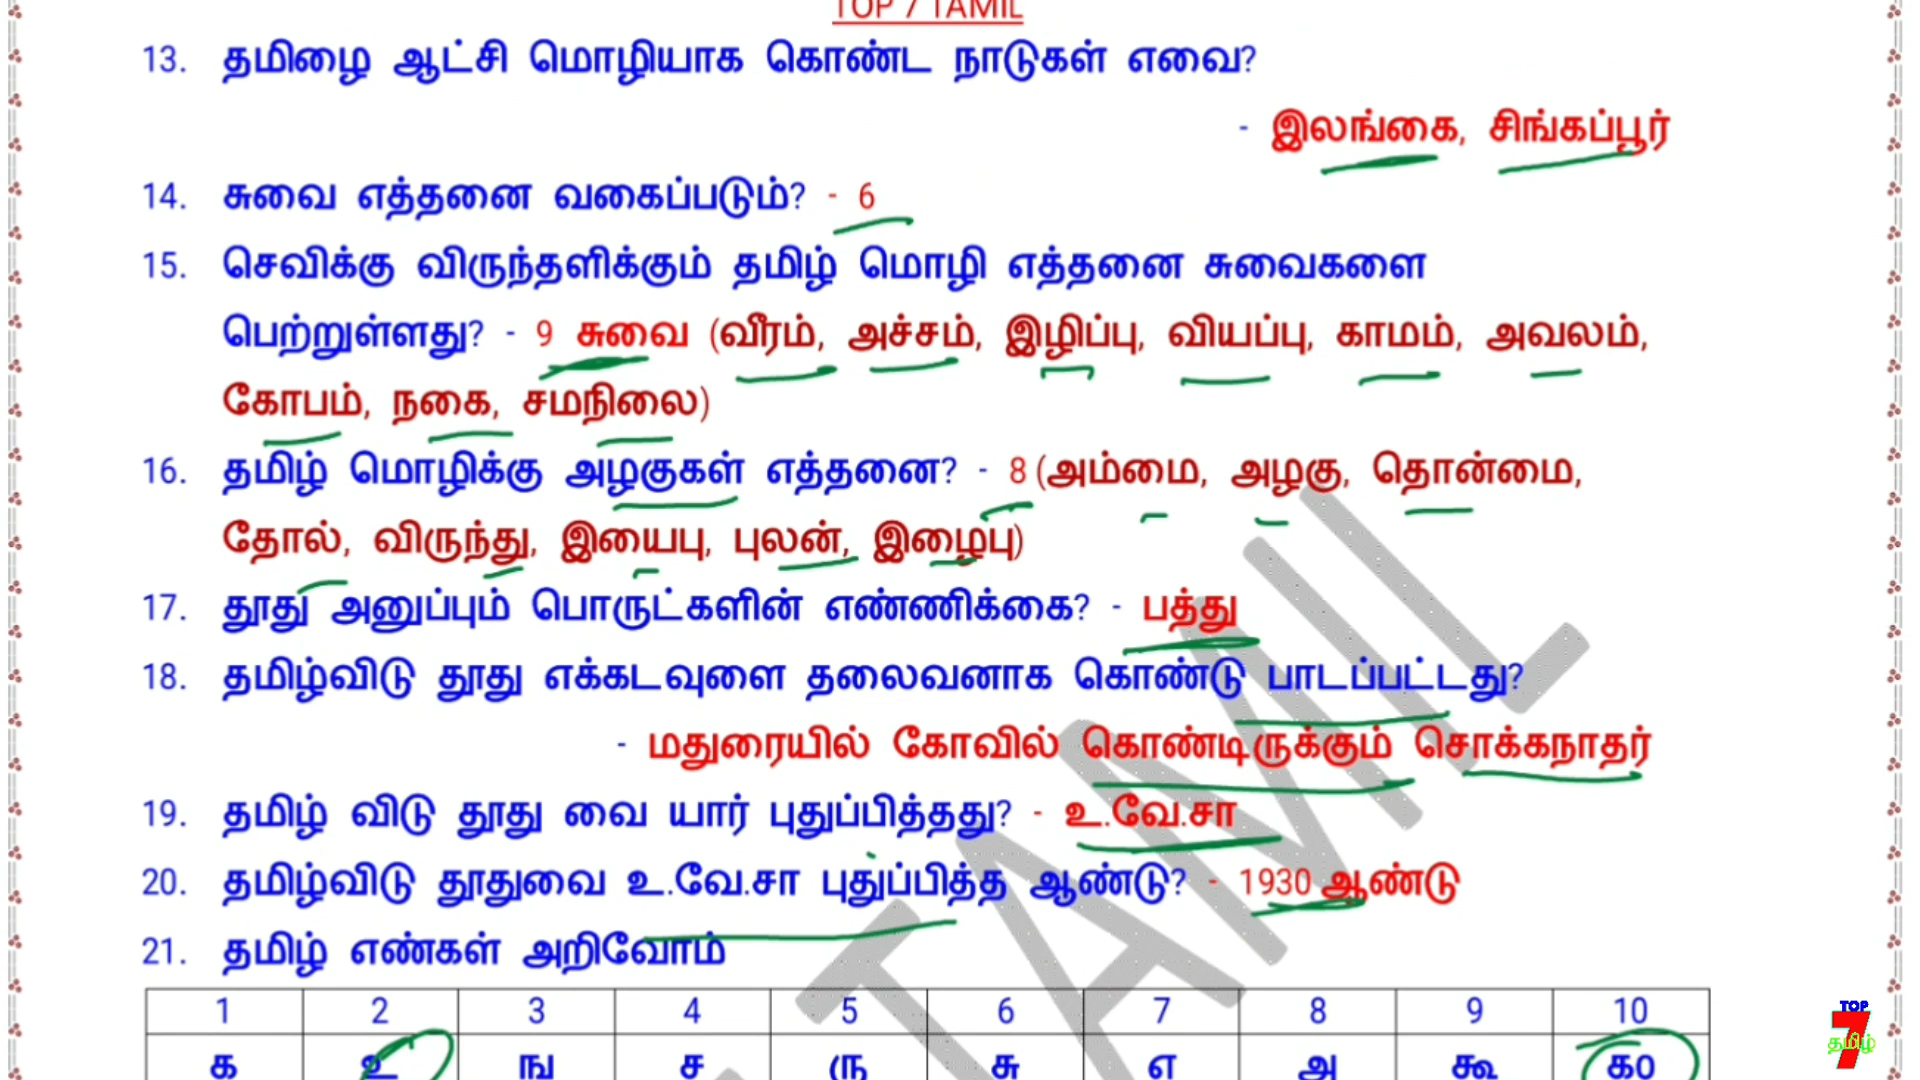 TOP 7 TAMIL
13. தமிழை ஆட்சி மொழியாக கொண்ட நாடுகள் எவை?
- இலங்கை, சிங்கப்பூர்
14. சுவை எத்தனை வகைப்படும்? - 6
15. செவிக்கு விருந்தளிக்கும் தமிழ் மொழி எத்தனை சுவைகளை
பெற்றுள்ளது? - 9 சுவை (வீரம், அச்சம், இழிப்பு, வியப்பு, காமம், அவலம்,
கோபம், நகை, சமநிலை)
16. தமிழ் மொழிக்கு அழகுகள் எத்தனை? - 8 (அம்மை, அழகு, தொன்மை,
தோல், விருந்து, இயைபு, புலன், இழைபு)
17. தூது அனுப்பும் பொருட்களின் எண்ணிக்கை? - பத்து
18. தமிழ்விடு தூது எக்கடவுளை தலைவனாக கொண்டு பாடப்பட்டது?
- மதுரையில் கோவில் கொண்டிருக்கும் சொக்கநாதர்
19. தமிழ் விடு தூது வை யார் புதுப்பித்தது? - உ.வே.சா
20. தமிழ்விடு தூதுவை உ.வே.சா புதுப்பித்த ஆண்டு? - 1930 ஆண்டு
21. தமிழ் எண்கள் அறிவோம்
1 2 3 4 5 6 7 8 9 10
க உ ங ச ரு சு எ அ கூ க0
TAMIL
TOP
7
தமிழ்